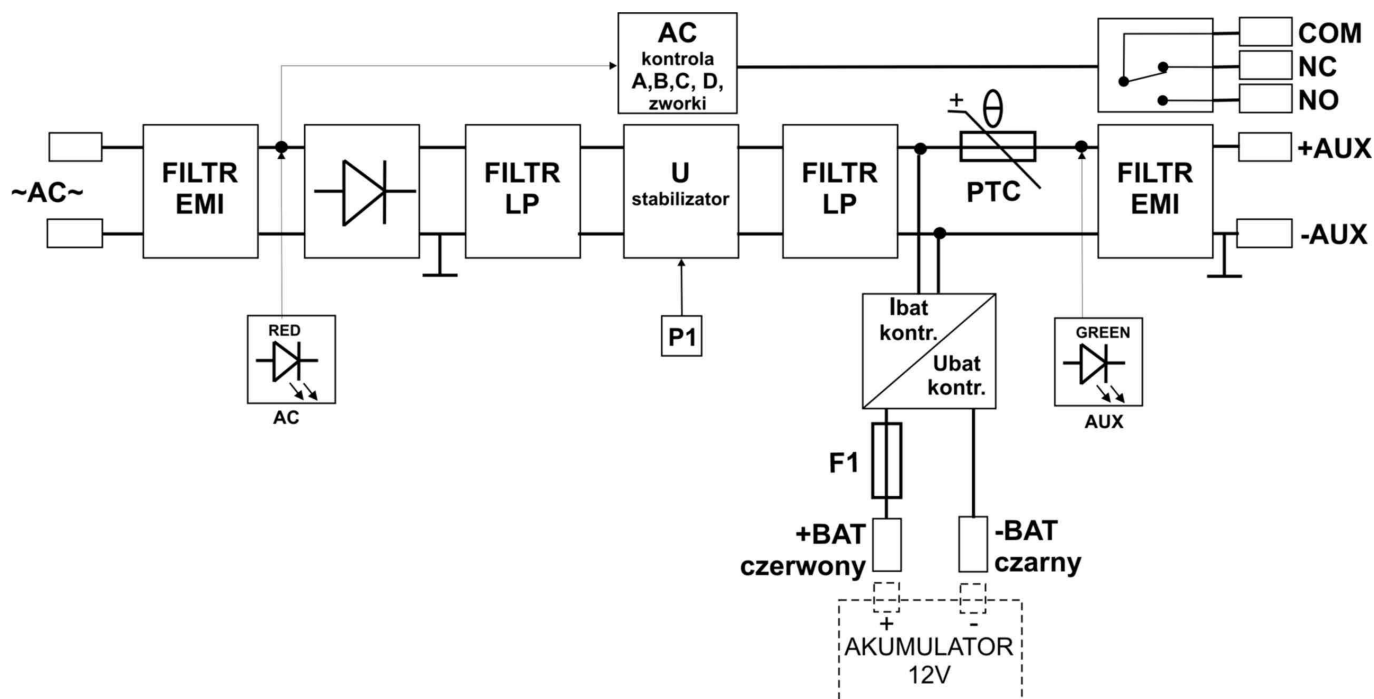 AC
kontrola
A,B,C, D,
zworki
COM
NC
NO
~AC~
FILTR
EMI
FILTR
LP
U
stabilizator
FILTR
LP
+
θ
PTC
FILTR
EMI
+AUX
-AUX
RED
AC
P1
Ibat
kontr.
Ubat
kontr.
GREEN
AUX
F1
+BAT
czerwony
-BAT
czarny
+ -
AKUMULATOR
12V